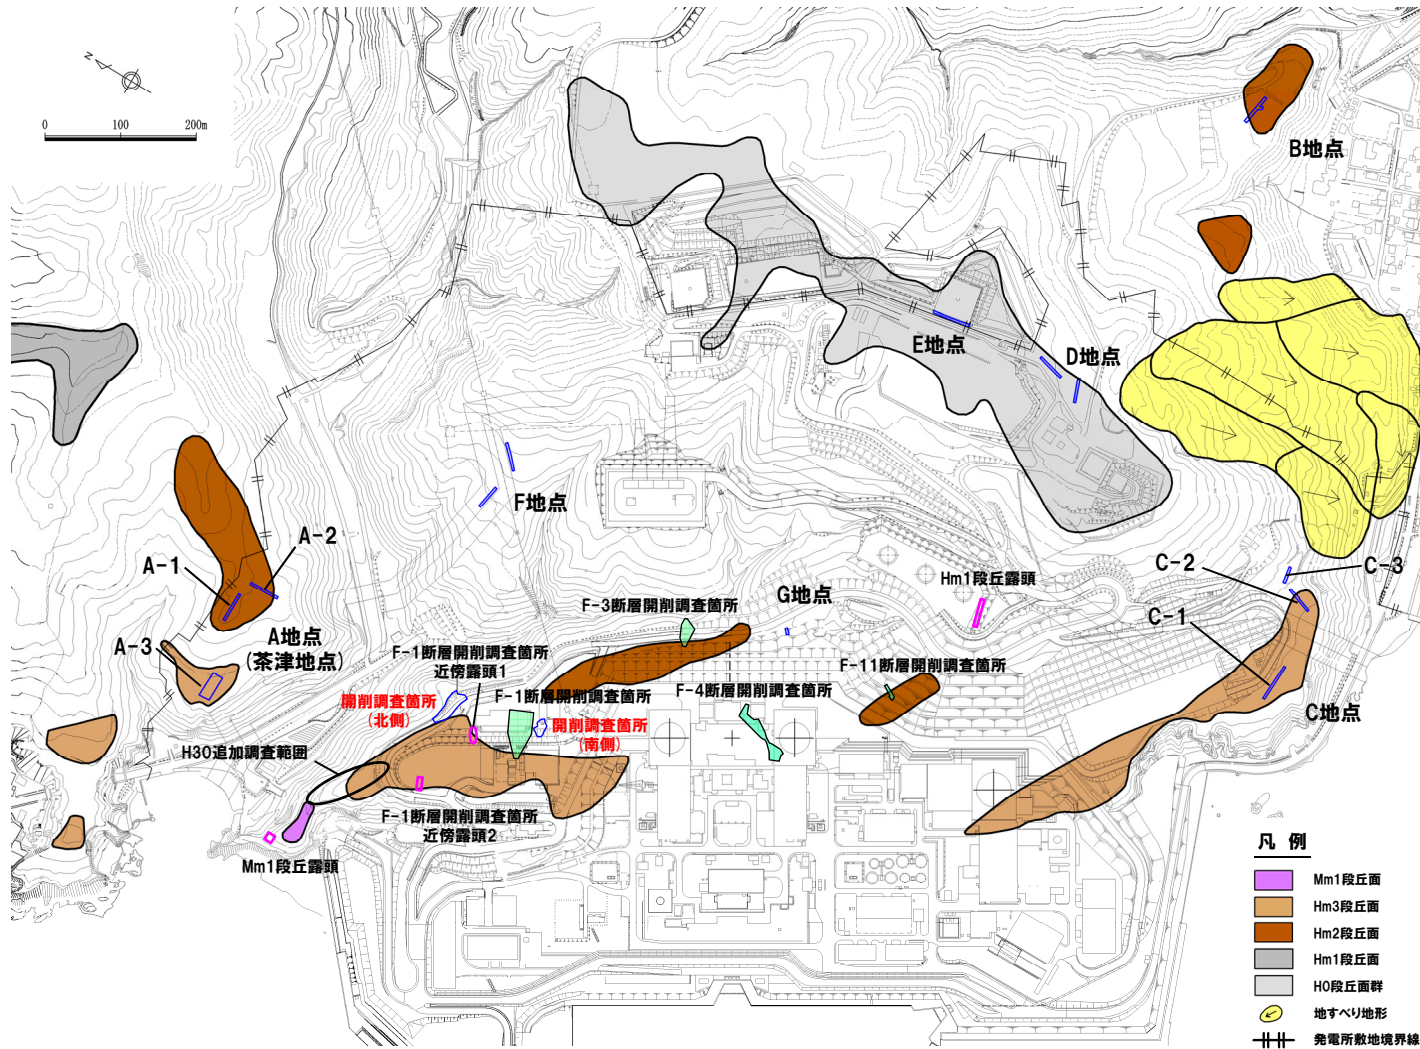 N
0 100 200m
B地点
E地点
D地点
F地点
A-2
A-1
A地点
(茶津地点)
A-3
F-1断層開削調査箇所
近傍露頭1
開削調査箇所
(北側)
F-3断層開削調査箇所
G地点
Hm1段丘露頭
C-2
C-3
C-1
C地点
F-1断層開削調査箇所
開削調査箇所
(南側)
F-4断層開削調査箇所
F-11断層開削調査箇所
H30追加調査範囲
F-1断層開削調査箇所
近傍露頭2
Mm1段丘露頭
凡 例
Mm1段丘面
Hm3段丘面
Hm2段丘面
Hm1段丘面
H0段丘面群
地すべり地形
発電所敷地境界線